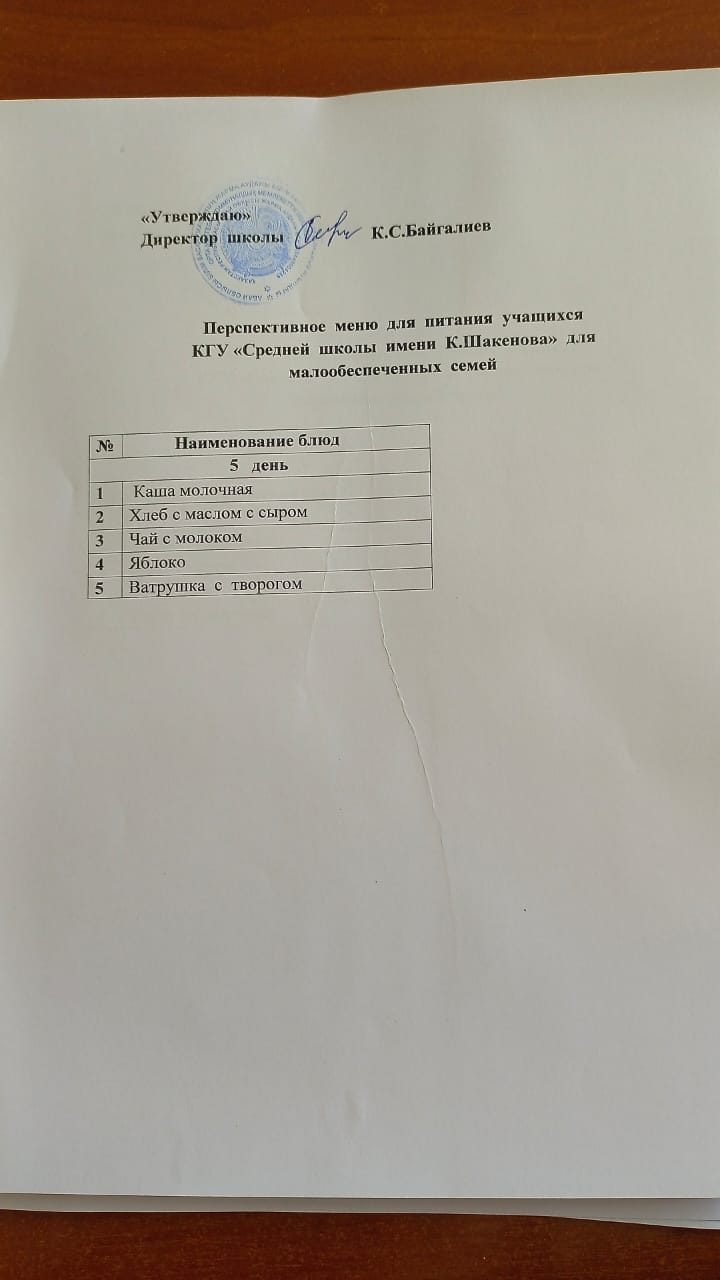 «Утверждаю»
Директор школы К.С.Байгалиев
Перспективное меню для питания учащихся
КГУ «Средней школы имени К.Шакенова» для
малообеспеченных семей
№ Наименование блюд
5 день
1 Каша молочная
2 Хлеб с маслом с сыром
3 Чай с молоком
4 Яблоко
5 Ватрушка с творогом